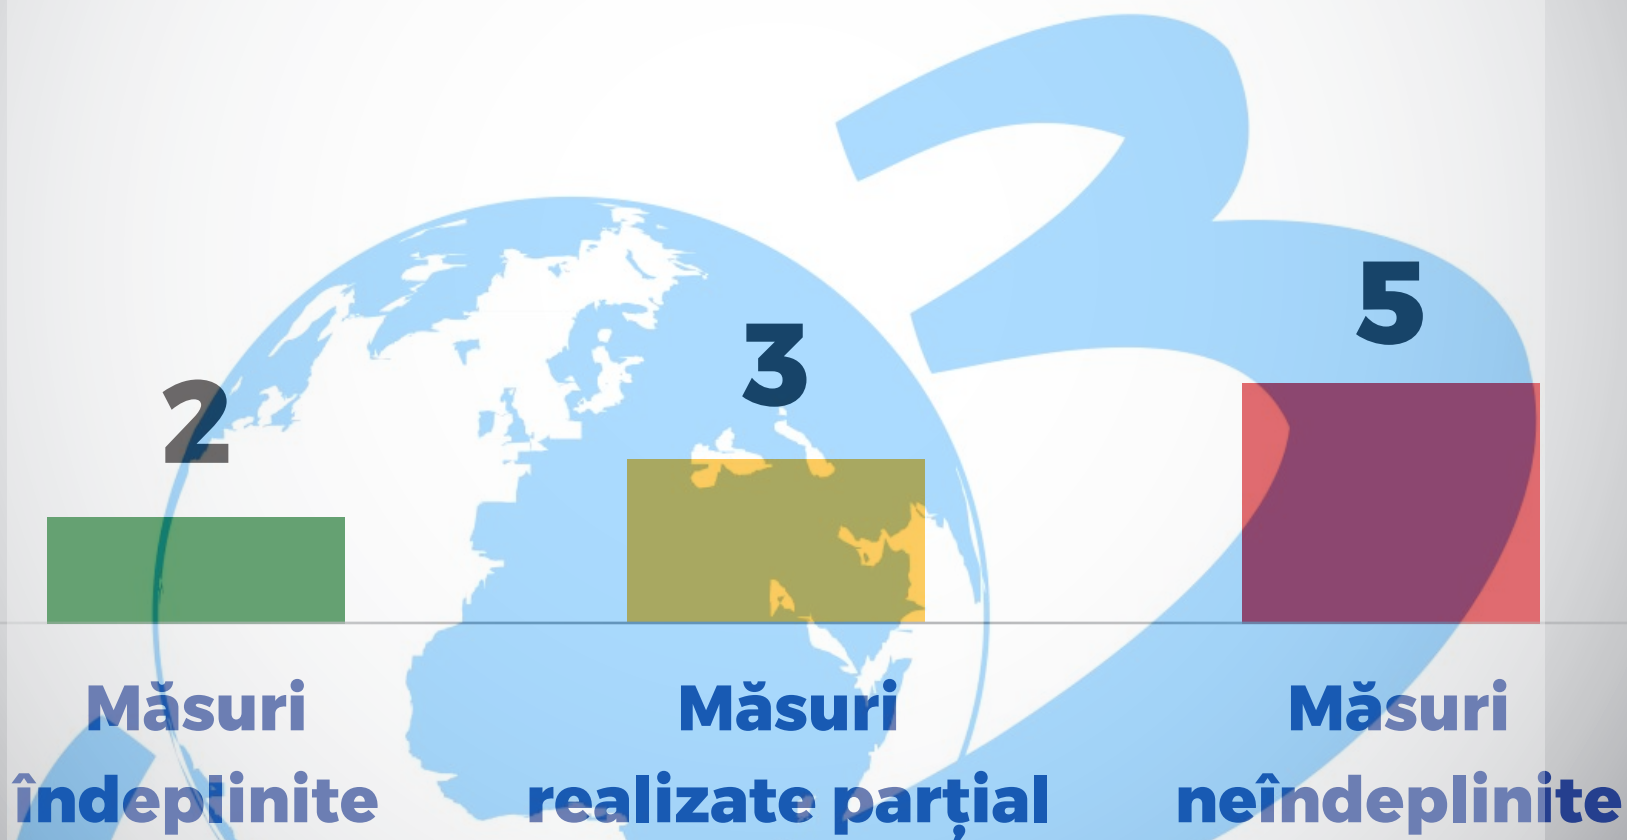 2
3
5
Măsuri
îndeplinite
Măsuri
realizate parțial
Măsuri
neîndeplinite